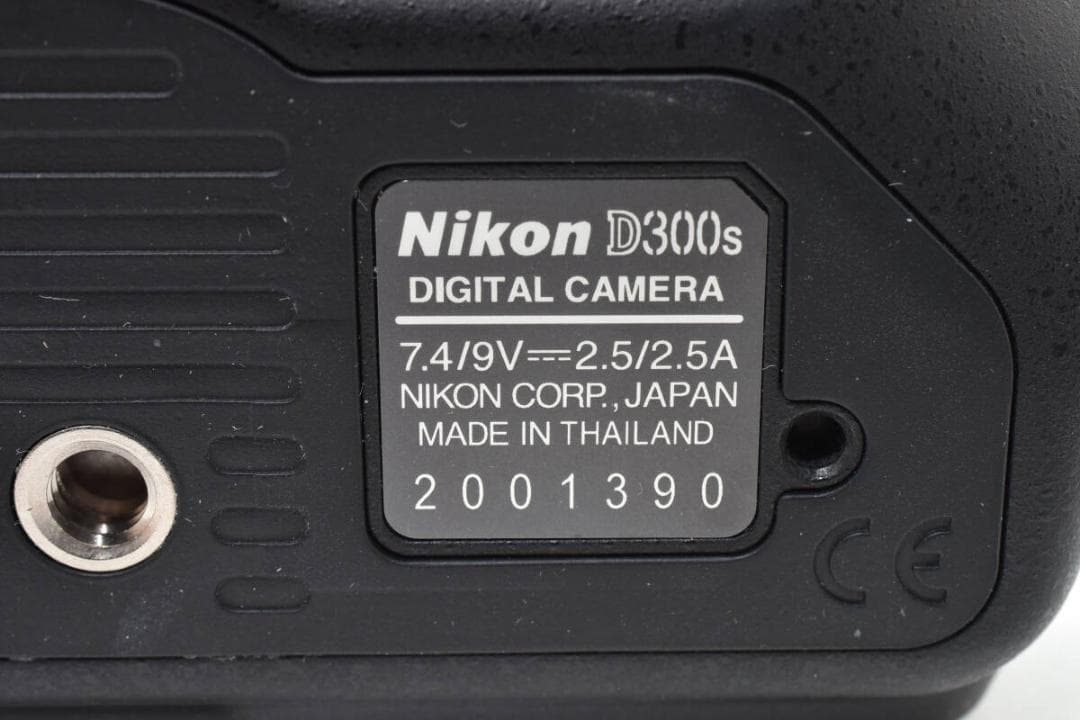 Nikon D300s
DIGITAL CAMERA
7.4/9V⎓2.5/2.5A
NIKON CORP., JAPAN
MADE IN THAILAND
2001390
CE